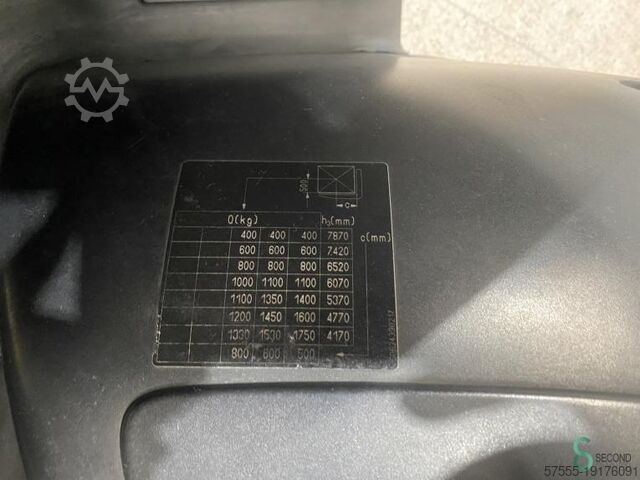 500
c
Q(kg) h₃(mm)
400 400 400 7870 c(mm)
600 600 600 7420
800 800 800 6520
1000 1100 1100 6070
1100 1350 1400 5370
1200 1450 1600 4770
1330 1530 1750 4170
800 600 500
S SECOND
57555-19176091